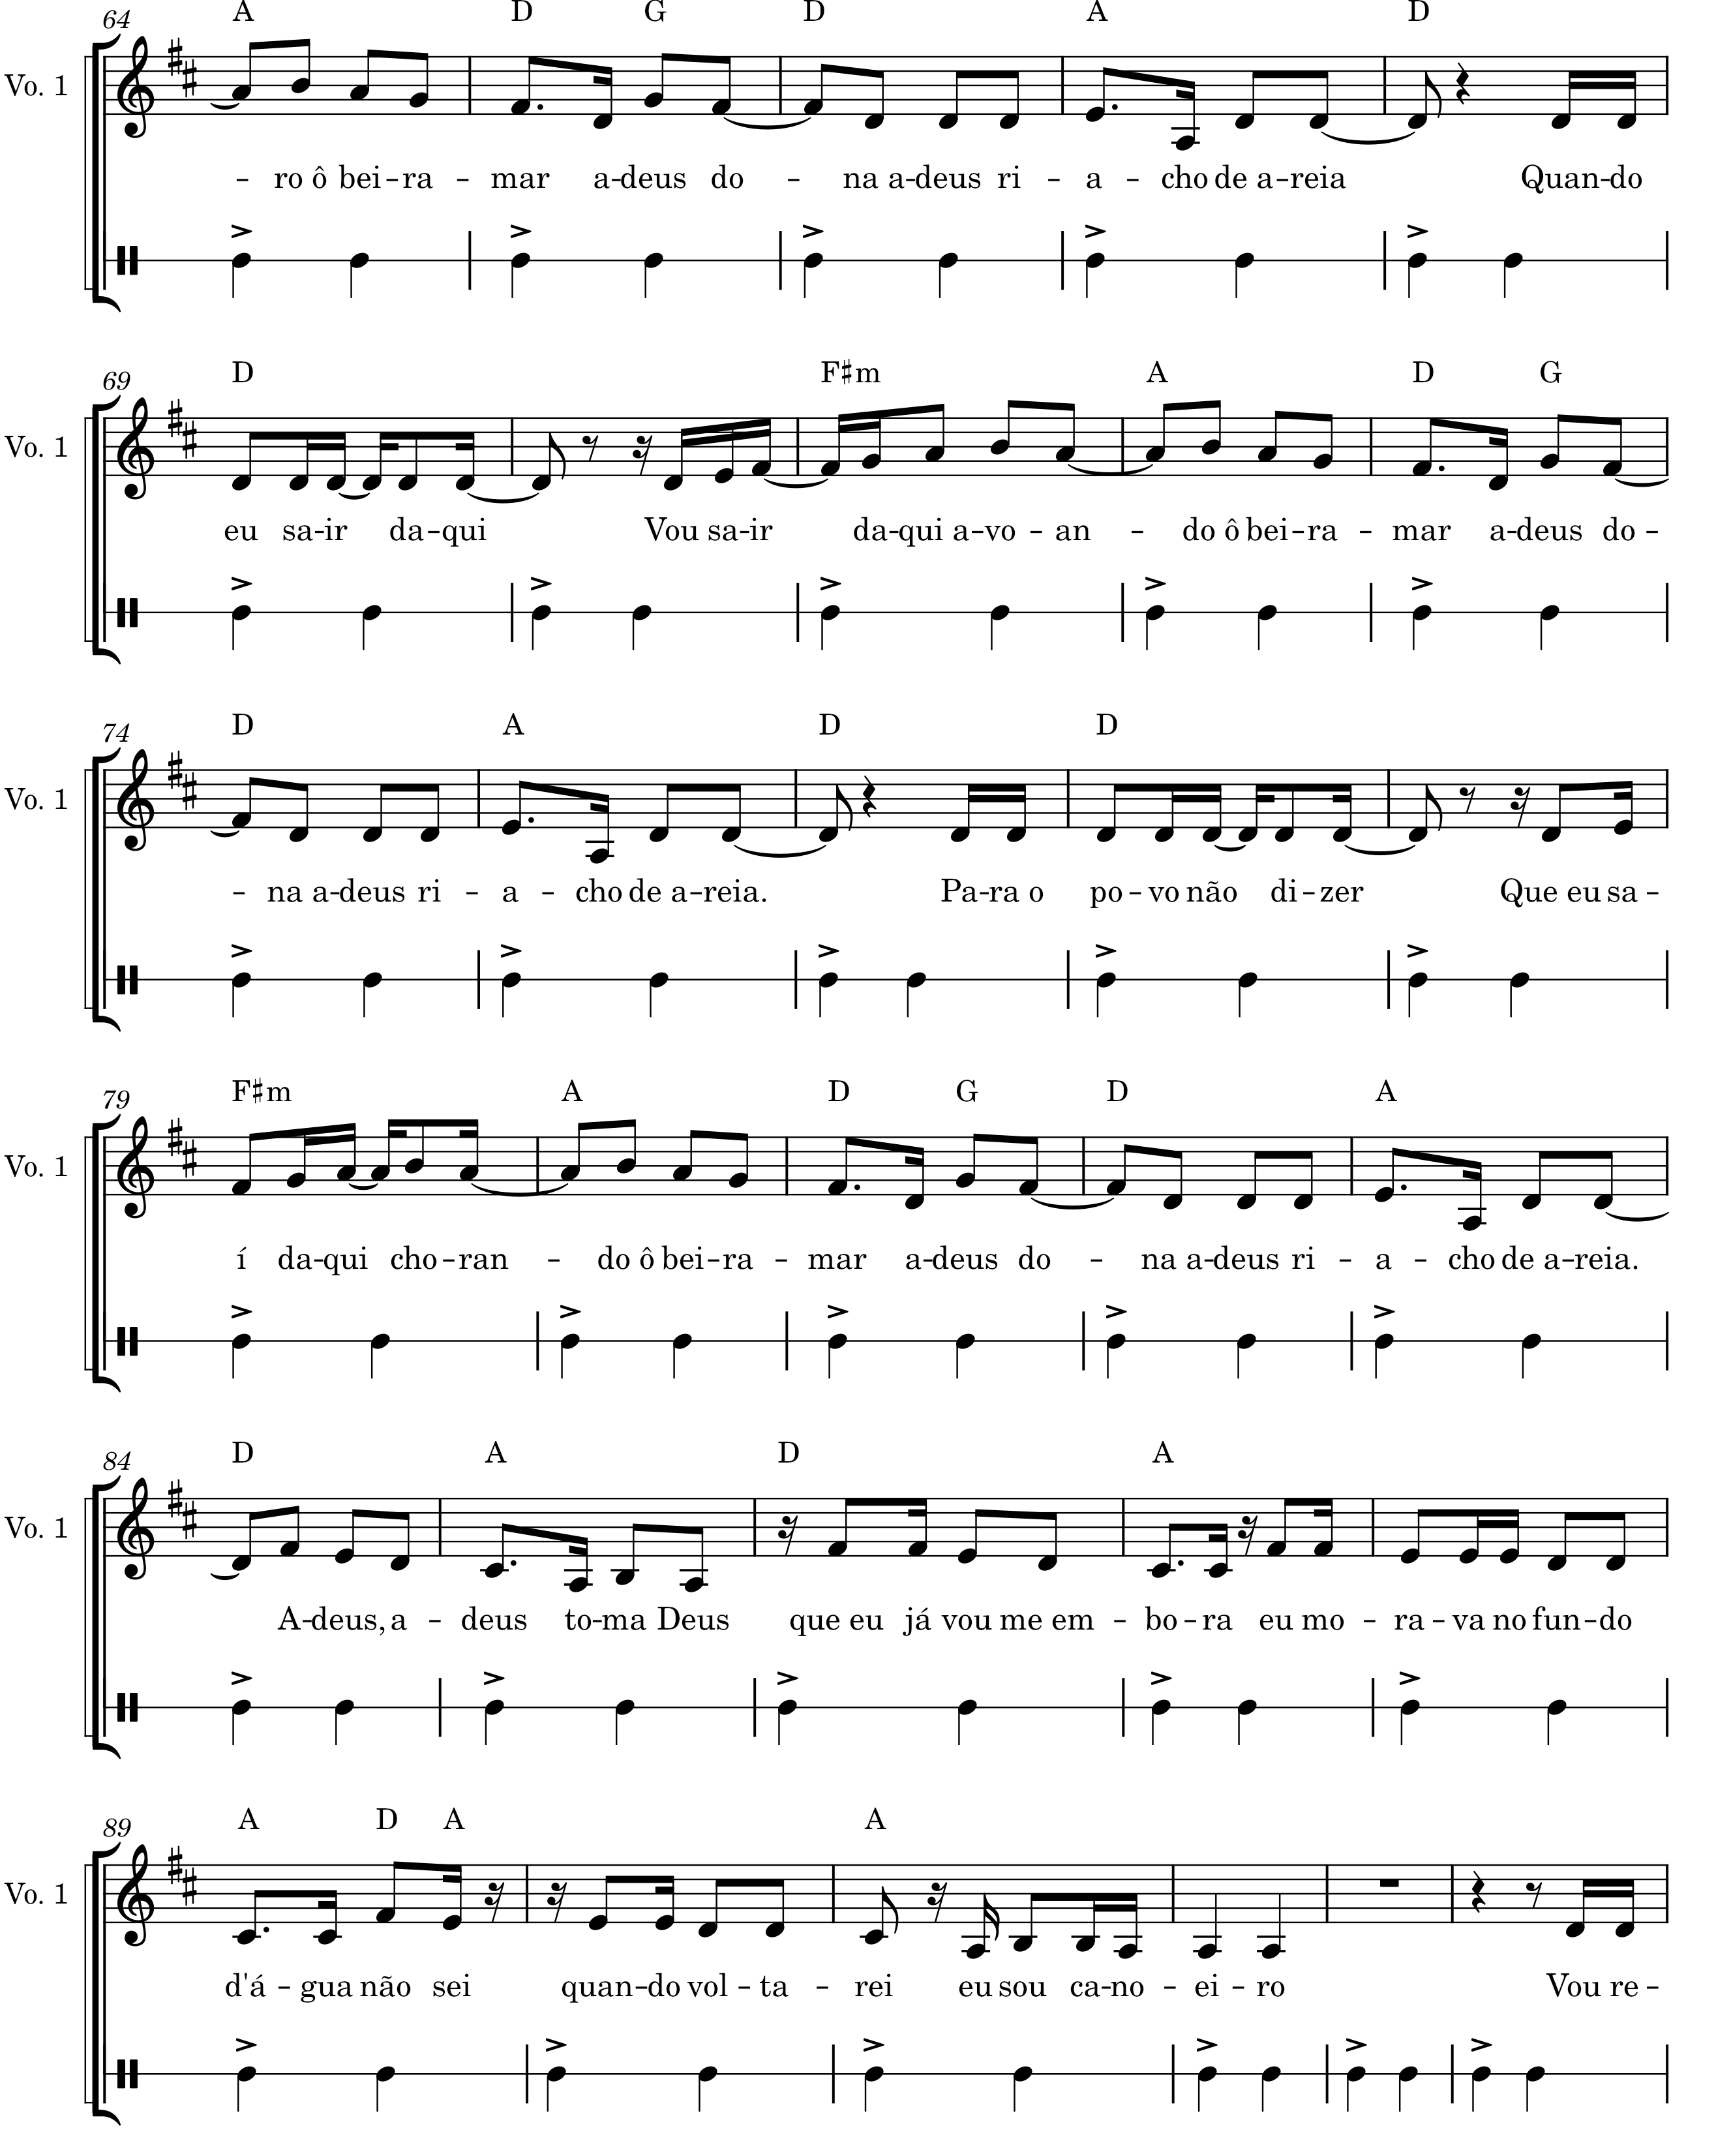 64 A D G D A D
Vo. 1
– ro ô bei – ra – mar a – deus do – na a – deus ri – a – cho de a – reia Quan – do
69 D F♯m A D G
Vo. 1
eu sa – ir da – qui Vou sa – ir da – qui a – vo – an – do ô bei – ra – mar a – deus do –
74 D A D D
Vo. 1
– na a – deus ri – a – cho de a – reia. Pa – ra o po – vo não di – zer Que eu sa –
79 F♯m A D G D A
Vo. 1
í da – qui cho – ran – do ô bei – ra – mar a – deus do – na a – deus ri – a – cho de a – reia.
84 D A D A
Vo. 1
A – deus, a – deus to – ma Deus que eu já vou me em – bo – ra eu mo – ra – va no fun – do
89 A D A A
Vo. 1
d'á – gua não sei quan – do vol – ta – rei eu sou ca – no – ei – ro Vou re –